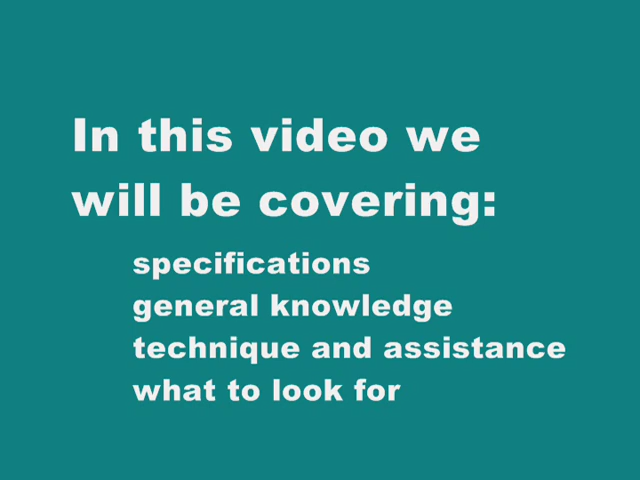 In this video we
will be covering:
specifications
general knowledge
technique and assistance
what to look for